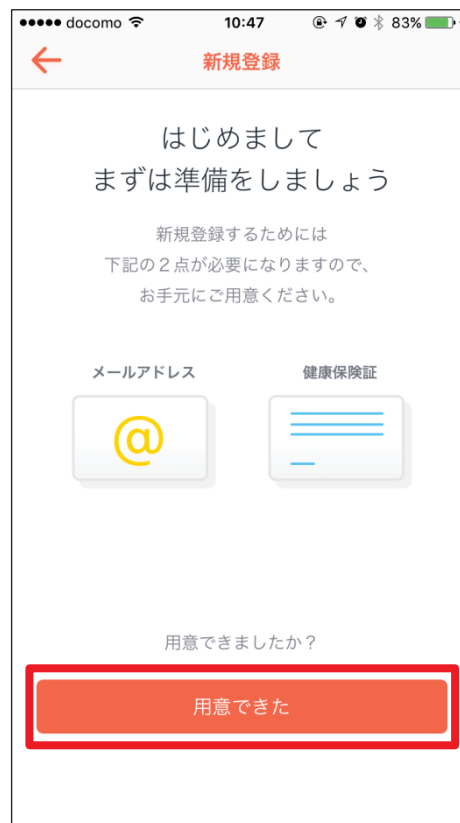 docomo 10:47 83%
新規登録
はじめまして
まずは準備をしましょう
新規登録するためには
下記の２点が必要になりますので、
お手元にご用意ください。
メールアドレス 健康保険証
@
用意できましたか？
用意できた